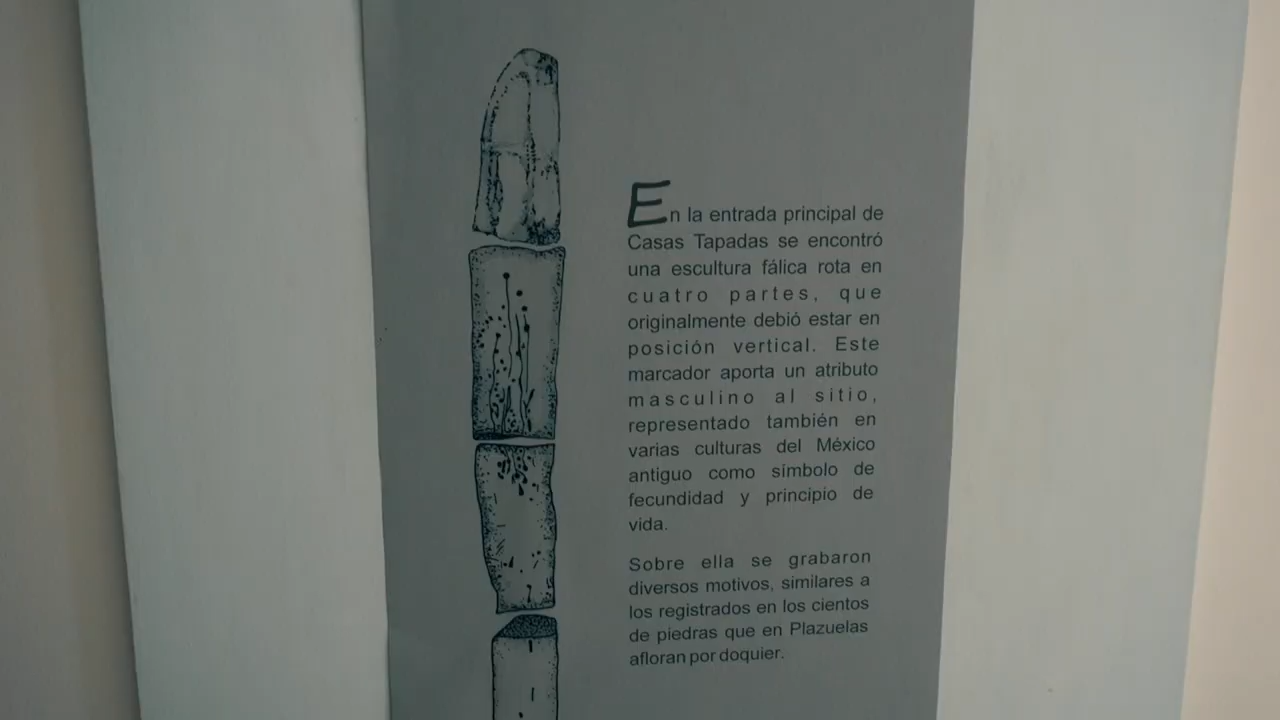 En la entrada principal de
Casas Tapadas se encontró
una escultura fálica rota en
cuatro partes, que
originalmente debió estar en
posición vertical. Este
marcador aporta un atributo
masculino al sitio,
representado también en
varias culturas del México
antiguo como símbolo de
fecundidad y principio de
vida.
Sobre ella se grabaron
diversos motivos, similares a
los registrados en los cientos
de piedras que en Plazuelas
afloran por doquier.